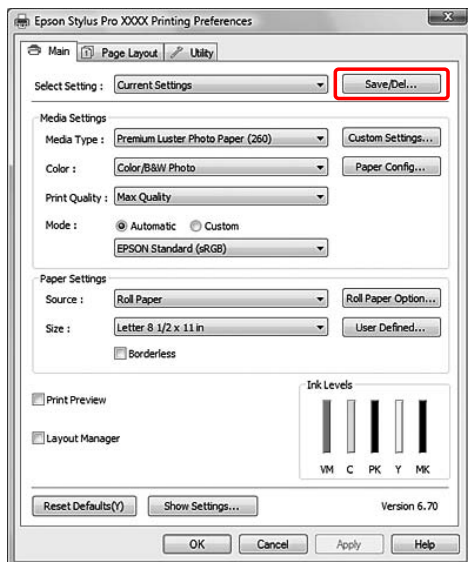 Epson Stylus Pro XXXX Printing Preferences
Main Page Layout Utility
Select Setting : Current Settings Save/Del...
Media Settings
Media Type : Premium Luster Photo Paper (260) Custom Settings...
Color : Color/B&W Photo Paper Config...
Print Quality : Max Quality
Mode : Automatic Custom
EPSON Standard (sRGB)
Paper Settings
Source : Roll Paper Roll Paper Option...
Size : Letter 8 1/2 x 11 in User Defined...
Borderless
Ink Levels
Print Preview
Layout Manager
VM C PK Y MK
Reset Defaults(Y) Show Settings... Version 6.70
OK Cancel Apply Help